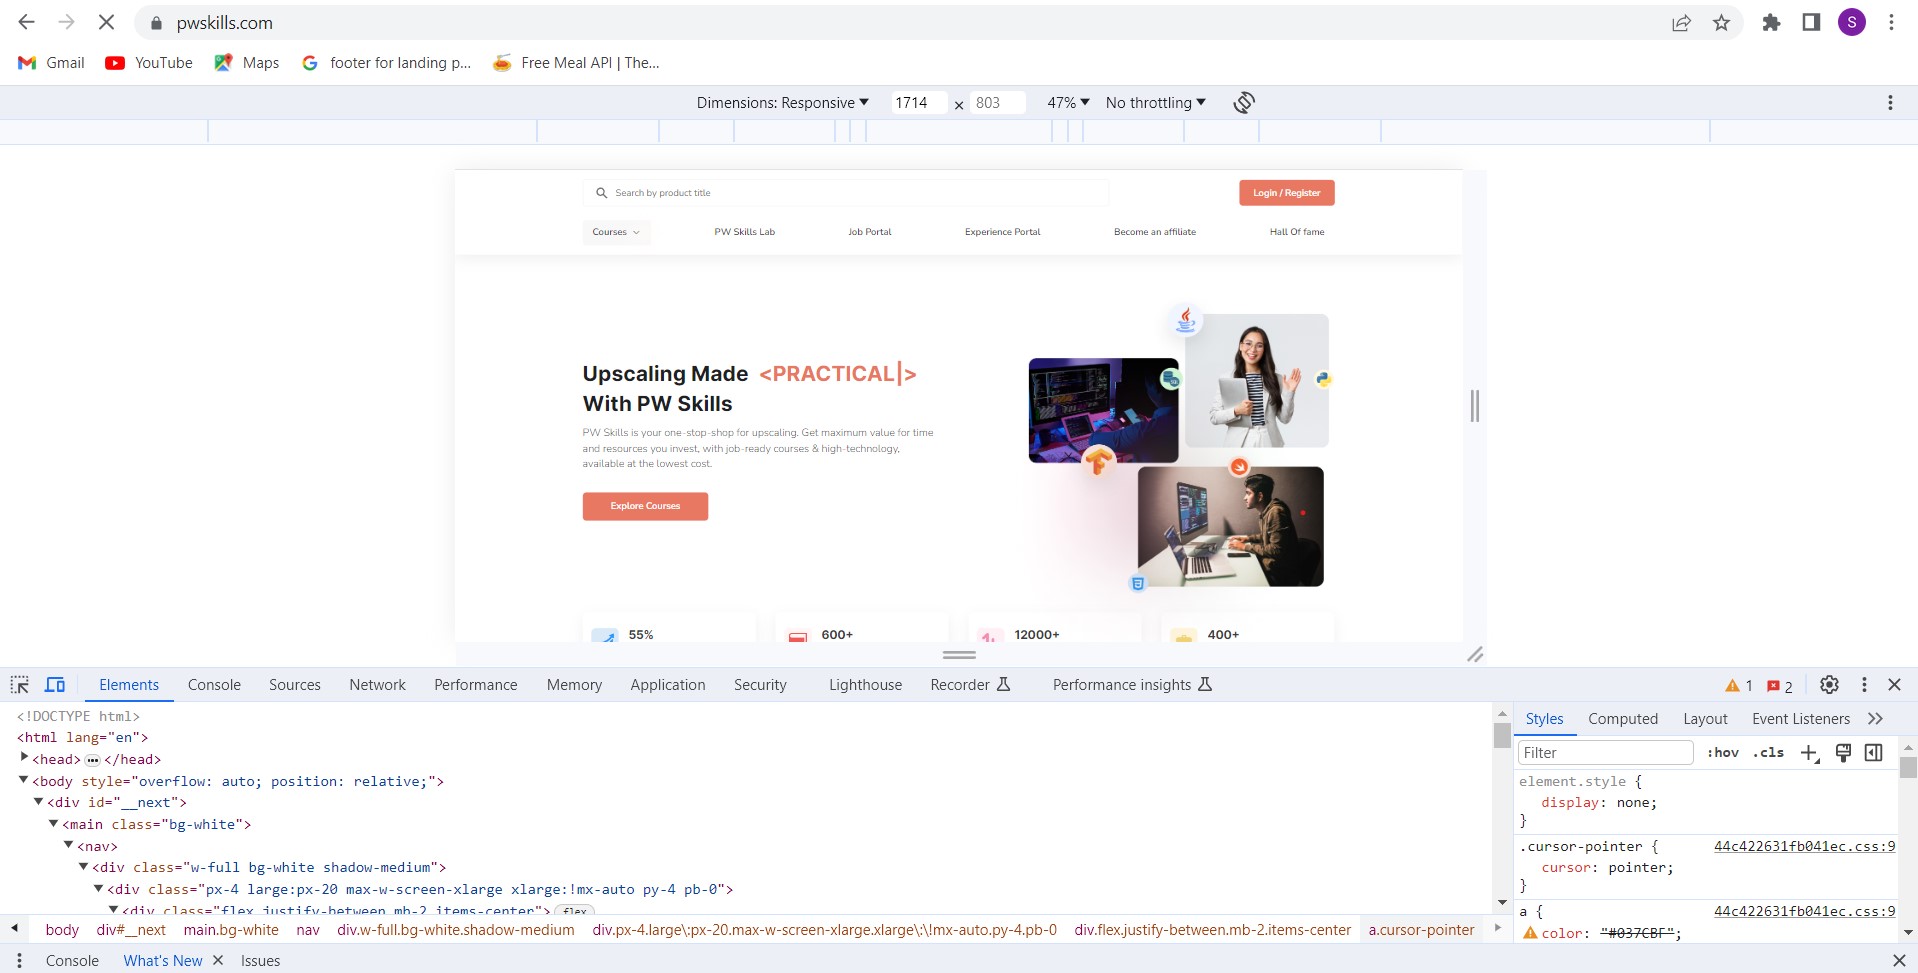 pwskills.com
S
Gmail YouTube Maps footer for landing p... Free Meal API | The...
Dimensions: Responsive 1714 × 803 47% No throttling
Search by product title Login / Register
Courses PW Skills Lab Job Portal Experience Portal Become an affiliate Hall Of fame
Upscaling Made <PRACTICAL|>
With PW Skills
PW Skills is your one-stop-shop for upscaling. Get maximum value for time
and resources you invest, with job-ready courses & high-technology,
available at the lowest cost.
Explore Courses
55% 600+ 12000+ 400+
Elements Console Sources Network Performance Memory Application Security Lighthouse Recorder Performance insights 1 2
<!DOCTYPE html>
<html lang="en">
<head> ••• </head>
<body style="overflow: auto; position: relative;">
<div id="__next">
<main class="bg-white">
<nav>
<div class="w-full bg-white shadow-medium">
<div class="px-4 large:px-20 max-w-screen-xlarge xlarge:!mx-auto py-4 pb-0">
<div class="flex justify-between mb-2 items-center"> flex
Styles Computed Layout Event Listeners
Filter :hov .cls
element.style {
display: none;
}
.cursor-pointer { 44c422631fb041ec.css:9
cursor: pointer;
}
a { 44c422631fb041ec.css:9
color: "#037CBF";
body div#__next main.bg-white nav div.w-full.bg-white.shadow-medium div.px-4.large\:px-20.max-w-screen-xlarge.xlarge\:\!mx-auto.py-4.pb-0 div.flex.justify-between.mb-2.items-center a.cursor-pointer
Console What's New Issues